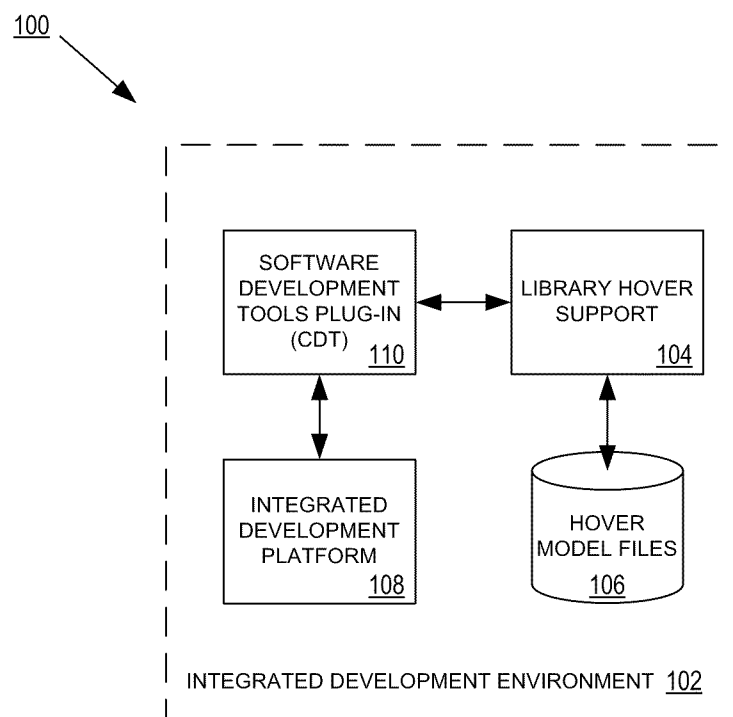 100
SOFTWARE
DEVELOPMENT
TOOLS PLUG-IN
(CDT)
110
LIBRARY HOVER
SUPPORT
104
INTEGRATED
DEVELOPMENT
PLATFORM
108
HOVER
MODEL FILES
106
INTEGRATED DEVELOPMENT ENVIRONMENT 102